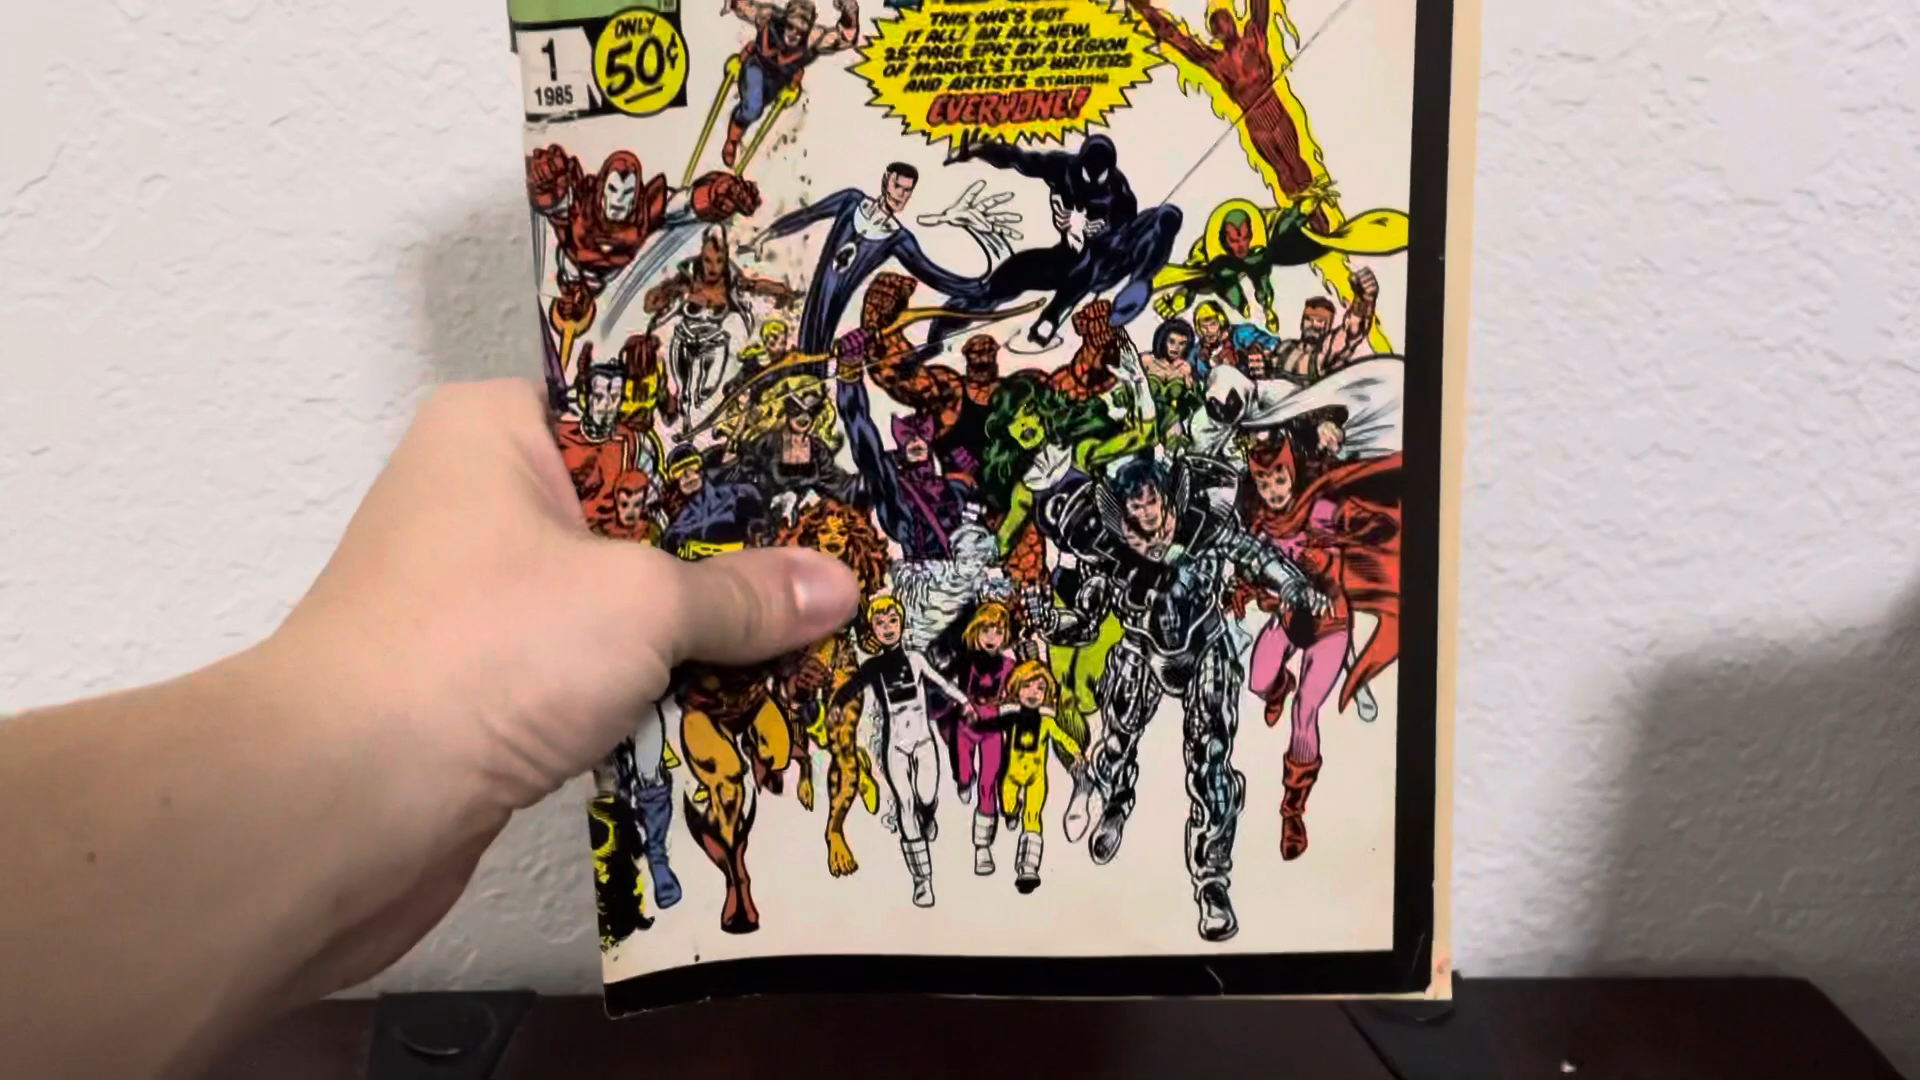 1
1985
ONLY
50¢
THIS ONE'S GOT
IT ALL! AN ALL-NEW,
25-PAGE EPIC BY A LEGION
OF MARVEL'S TOP WRITERS
AND ARTISTS STARRING
EVERYONE!
4